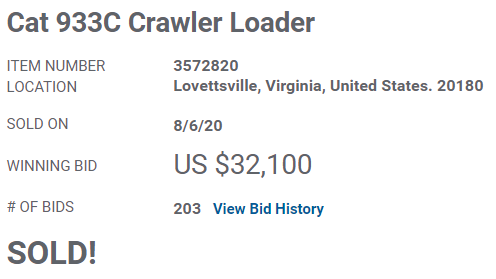 Cat 933C Crawler Loader
ITEM NUMBER 3572820
LOCATION Lovettsville, Virginia, United States. 20180
SOLD ON 8/6/20
WINNING BID US $32,100
# OF BIDS 203 View Bid History
SOLD!